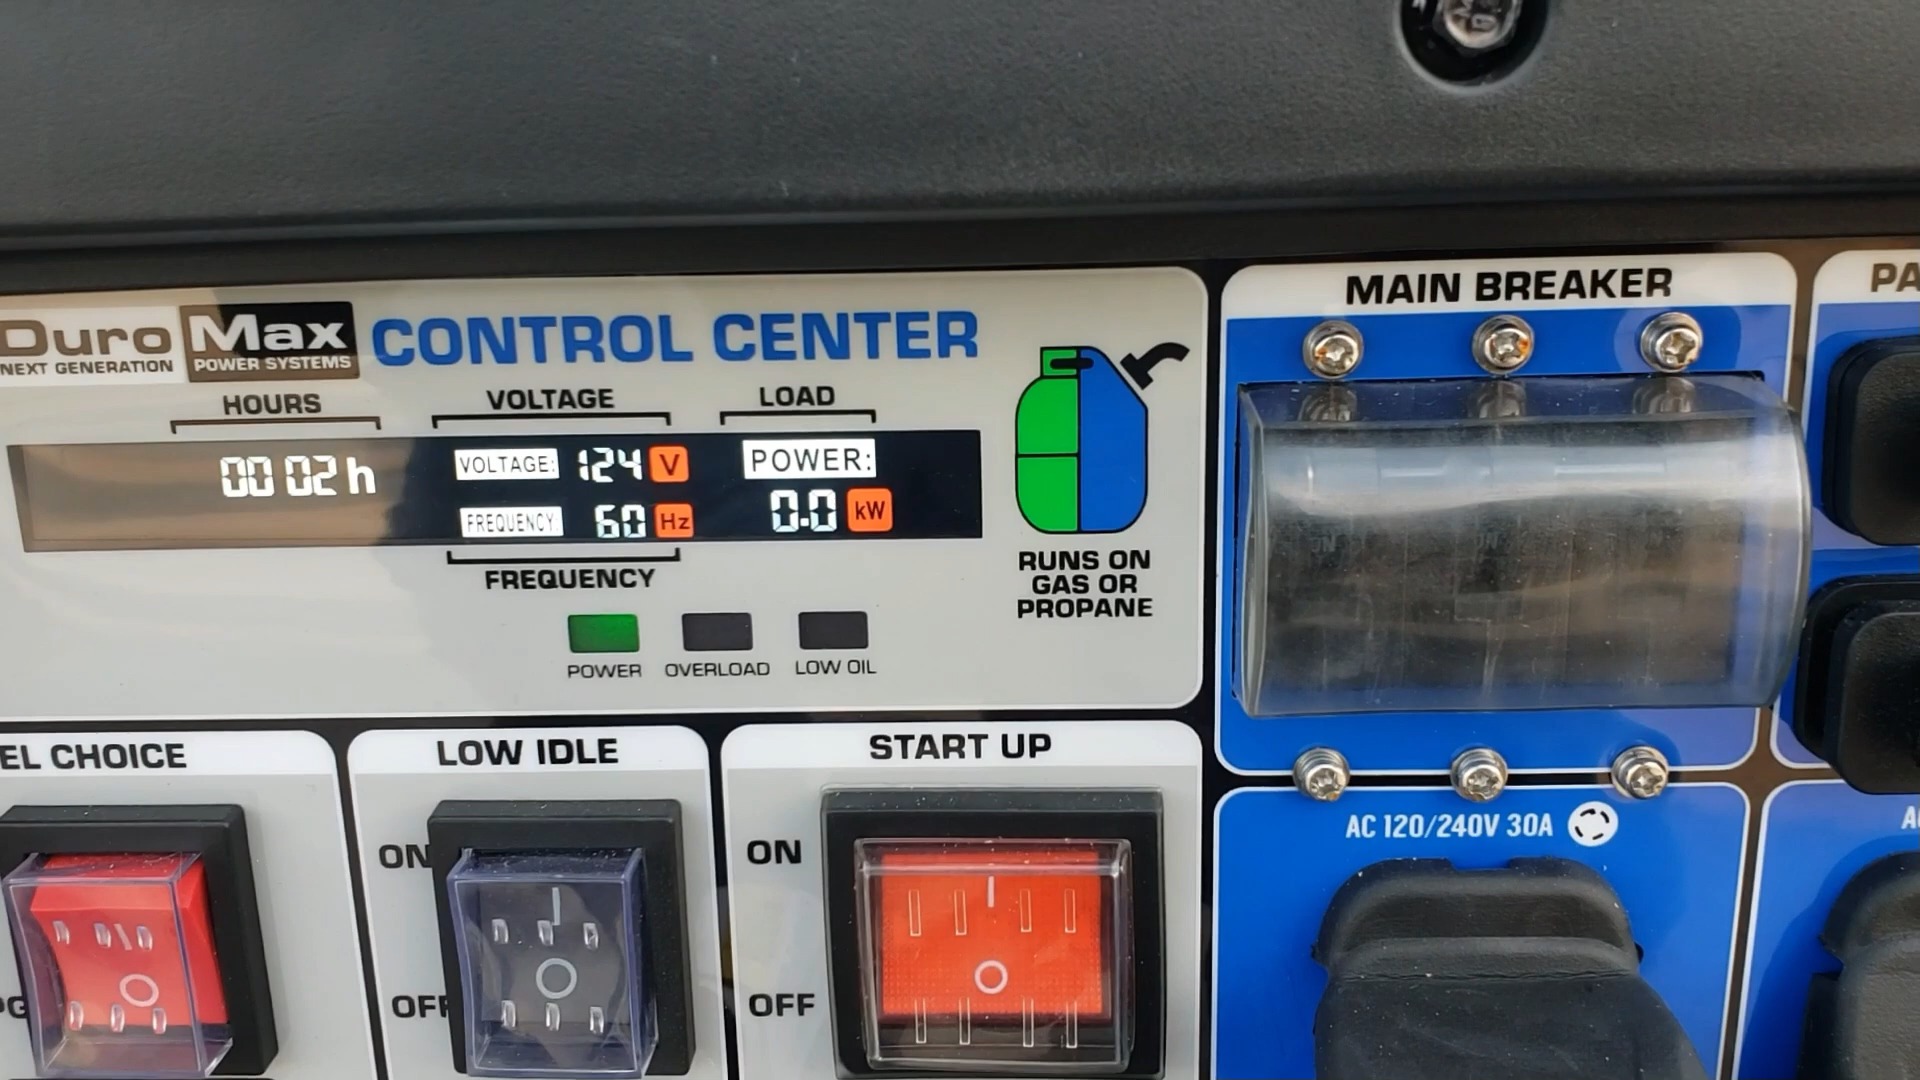 Duro Max CONTROL CENTER
NEXT GENERATION POWER SYSTEMS
HOURS VOLTAGE LOAD
0002h VOLTAGE: 124 V POWER:
FREQUENCY: 60 Hz 0.0 kW
FREQUENCY
POWER OVERLOAD LOW OIL
RUNS ON
GAS OR
PROPANE
MAIN BREAKER
PA
EL CHOICE
LOW IDLE
ON
OFF
START UP
ON
OFF
AC 120/240V 30A